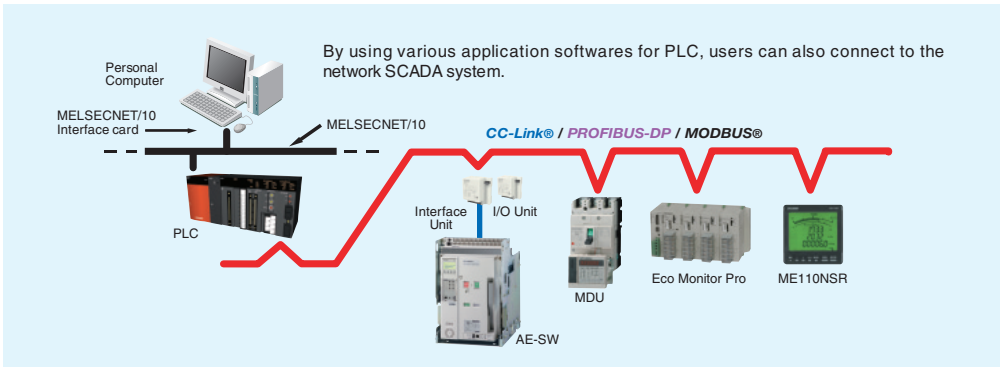 By using various application softwares for PLC, users can also connect to the
network SCADA system.
Personal
Computer
MELSECNET/10
Interface card
MELSECNET/10
CC-Link® / PROFIBUS-DP / MODBUS®
PLC
Interface
Unit
I/O Unit
AE-SW
MDU
Eco Monitor Pro
ME110NSR